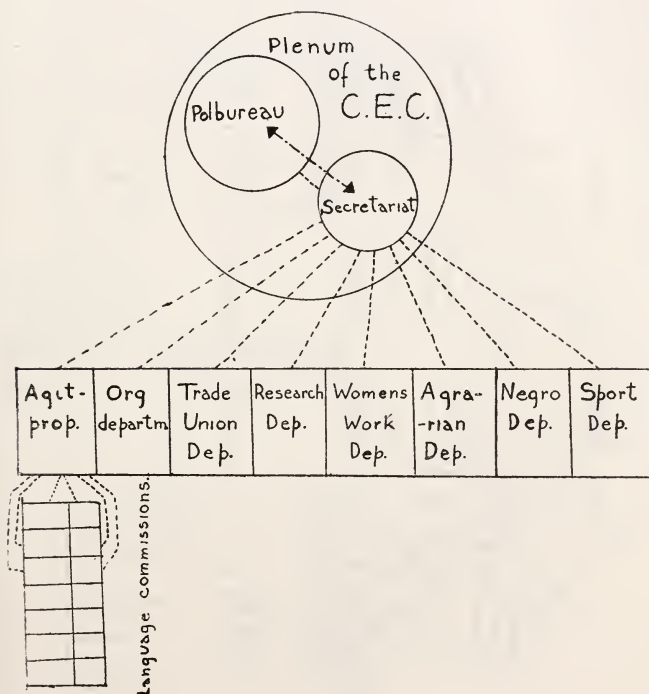 Plenum
of the
C.E.C.
Polbureau
Secretariat
Agit-
prop.
Org
departm
Trade
Union
Dep.
Research
Dep.
Womens
Work
Dep.
Agra-
-rian
Dep.
Negro
Dep.
Sport
Dep.
Language commissions.